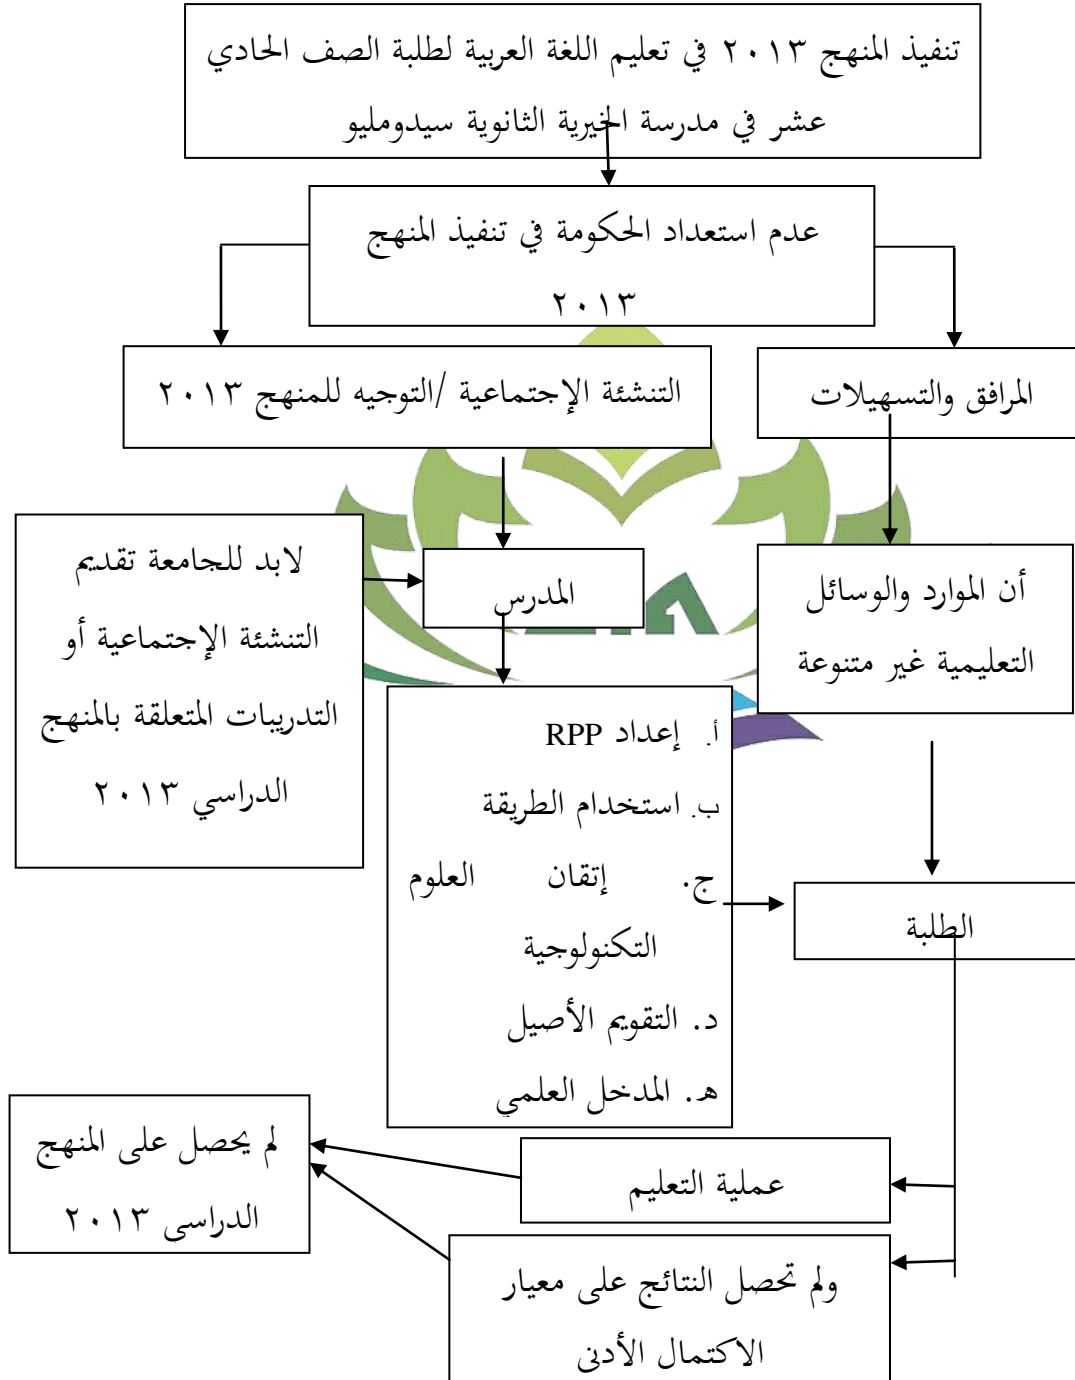 تنفيذ المنهج ٢٠١٣ في تعليم اللغة العربية لطلبة الصف الحادي
عشر في مدرسة الخيرية الثانوية سيدومليو
عدم استعداد الحكومة في تنفيذ المنهج
٢٠١٣
المرافق والتسهيلات
التنشئة الإجتماعية /التوجيه للمنهج ٢٠١٣
أن الموارد والوسائل
التعليمية غير متنوعة
المدرس
لابد للجامعة تقديم
التنشئة الإجتماعية أو
التدريبات المتعلقة بالمنهج
الدراسي ٢٠١٣
أ. إعداد RPP
ب. استخدام الطريقة
ج. إتقان العلوم
التكنولوجية
د. التقويم الأصيل
ه. المدخل العلمي
الطلبة
عملية التعليم
ولم تحصل النتائج على معيار
الاكتمال الأدنى
لم يحصل على المنهج
الدراسى ٢٠١٣